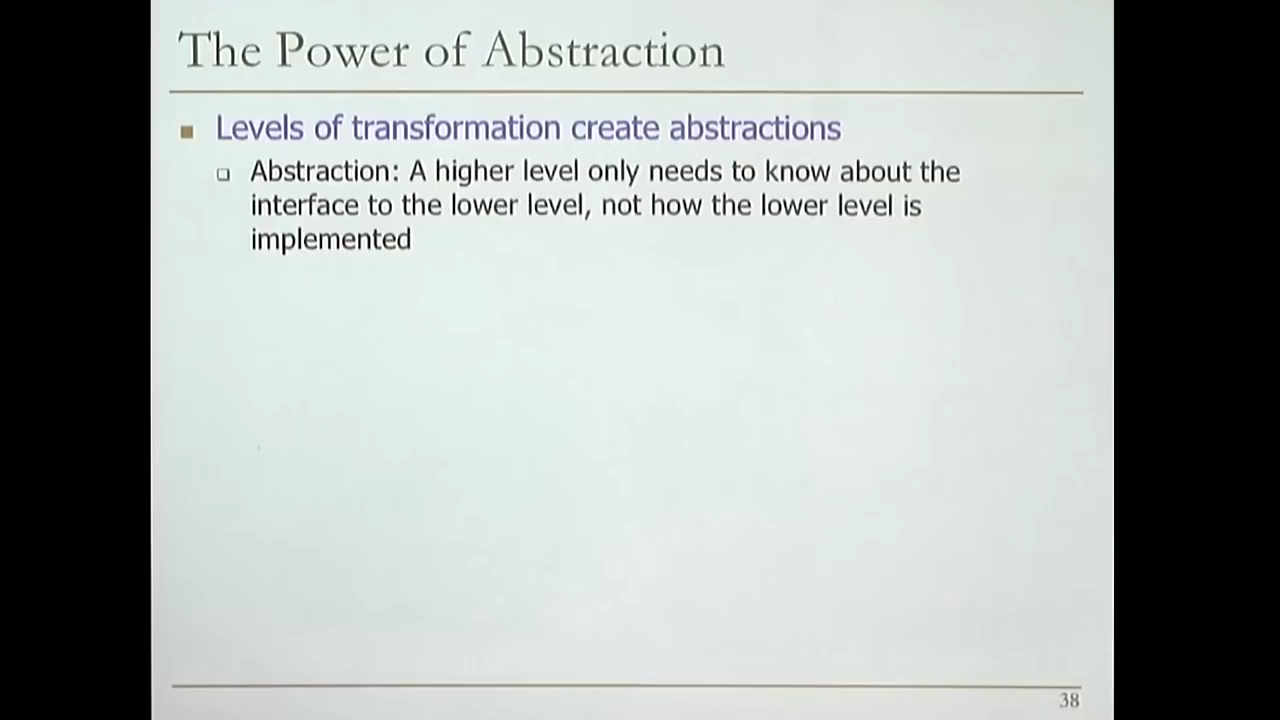 The Power of Abstraction
Levels of transformation create abstractions
Abstraction: A higher level only needs to know about the
interface to the lower level, not how the lower level is
implemented
38